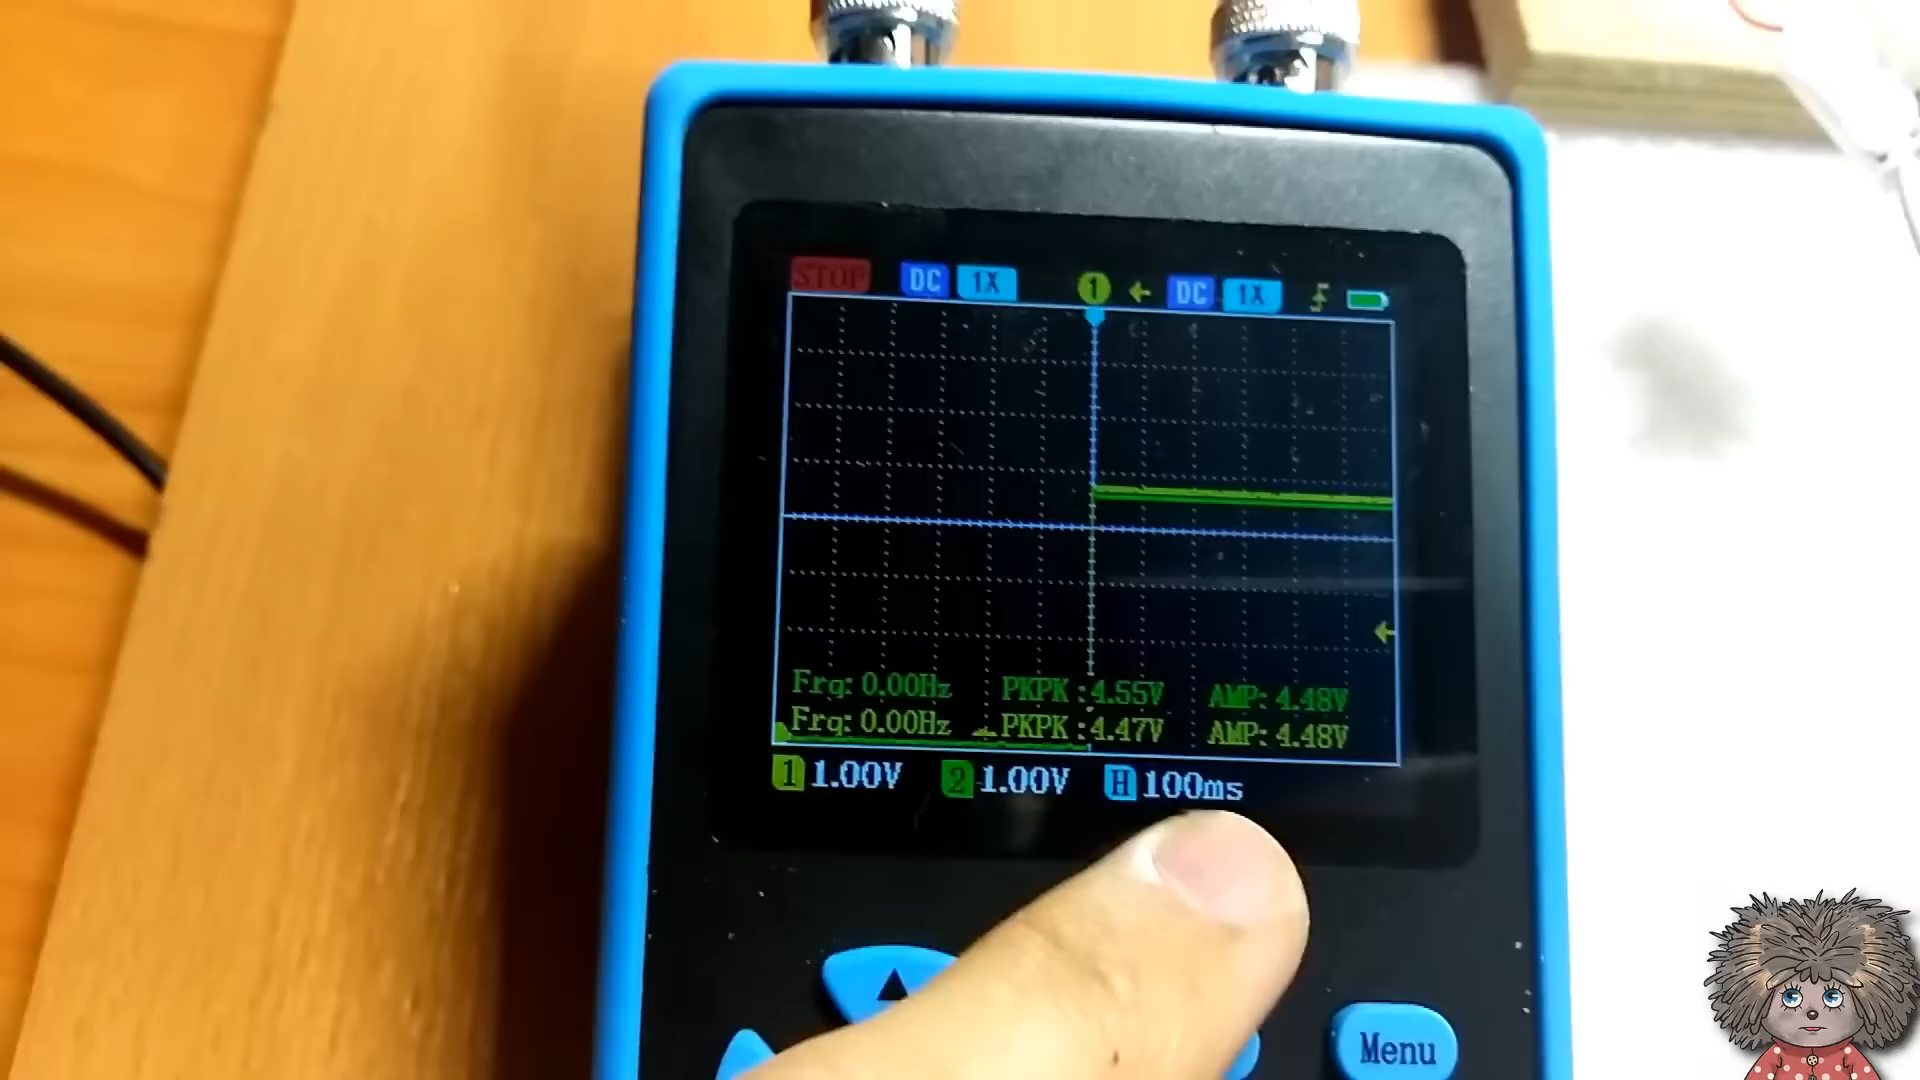 STOP DC 1X 1 DC 1X
Frq: 0.00Hz PKPK : 4.55V AMP: 4.48V
Frq: 0.00Hz PKPK : 4.47V AMP: 4.48V
1 1.00V 2 1.00V H 100ms
Menu